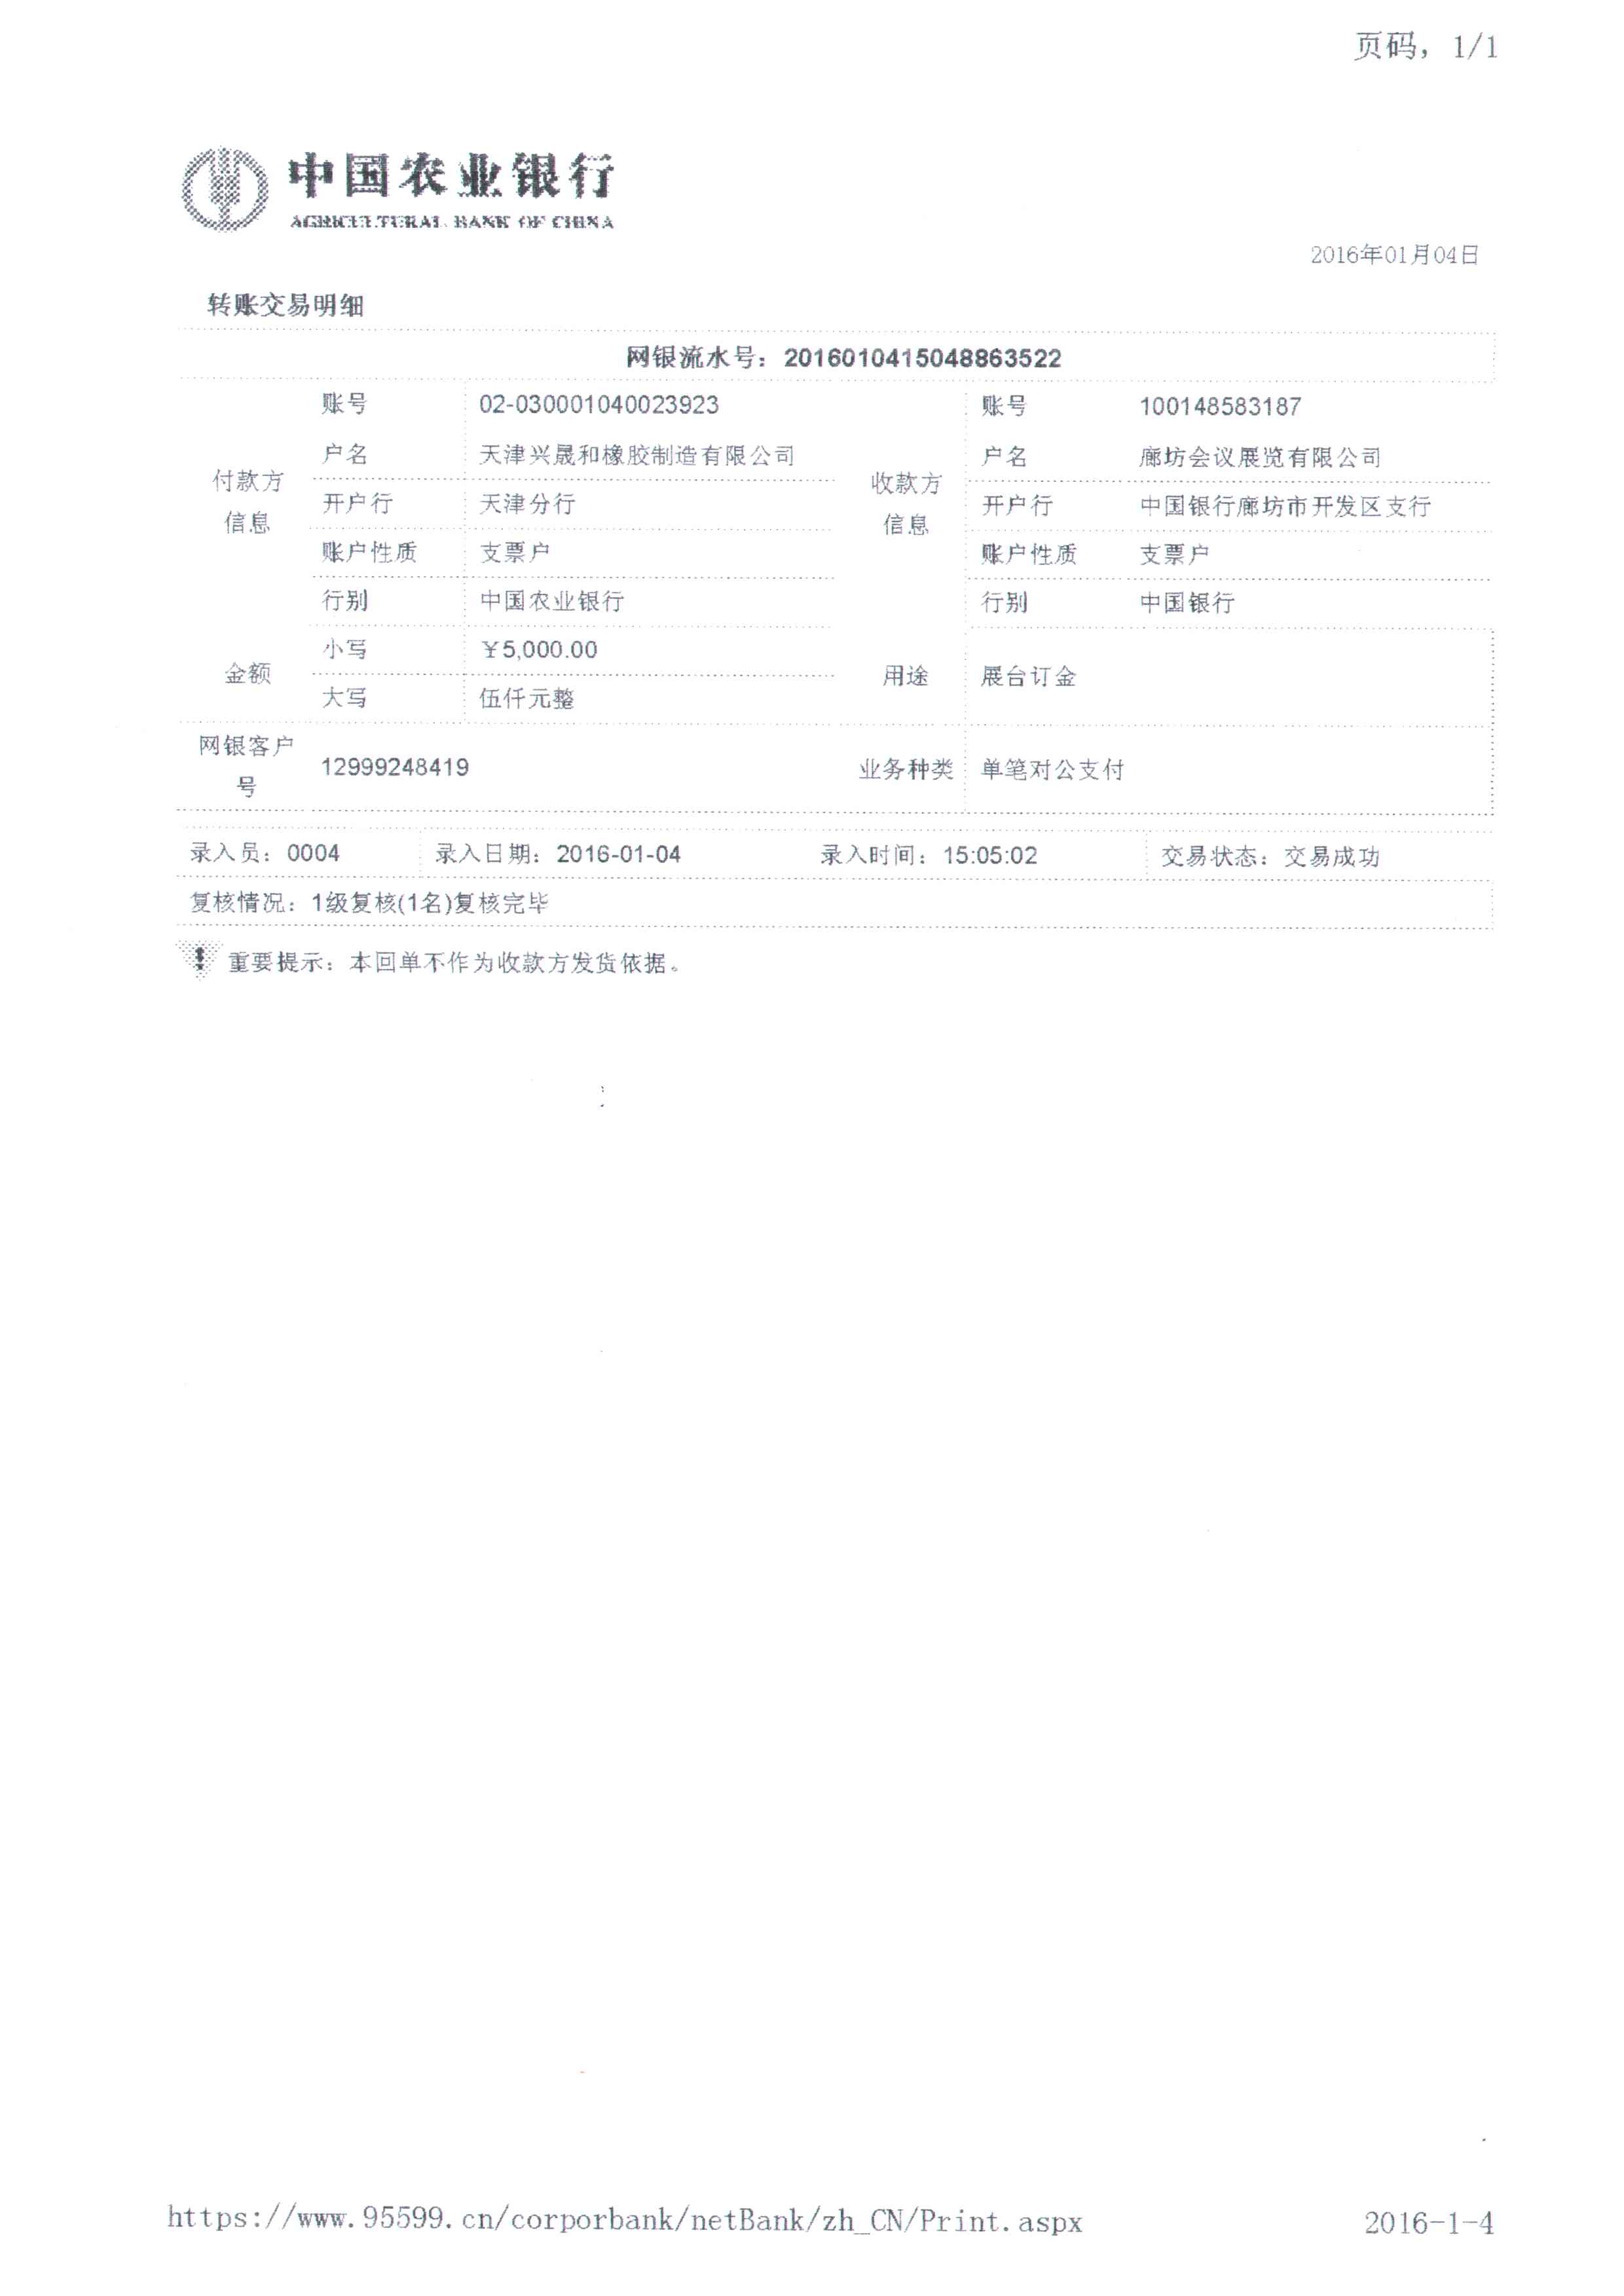 页码，1/1
中国农业银行
AGRICULTURAL BANK OF CHINA
2016年01月04日
转账交易明细
网银流水号：2016010415048863522
账号 02-030001040023923 账号 100148583187
付款方信息 户名 天津兴晟和橡胶制造有限公司 收款方信息 户名 廊坊会议展览有限公司
开户行 天津分行 开户行 中国银行廊坊市开发区支行
账户性质 支票户 账户性质 支票户
行别 中国农业银行 行别 中国银行
金额 小写 ￥5,000.00 用途 展台订金
大写 伍仟元整
网银客户号 12999248419 业务种类 单笔对公支付
录入员：0004 录入日期：2016-01-04 录入时间：15:05:02 交易状态：交易成功
复核情况：1级复核(1名)复核完毕
重要提示：本回单不作为收款方发货依据。
https://www.95599.cn/corporbank/netBank/zh_CN/Print.aspx 2016-1-4